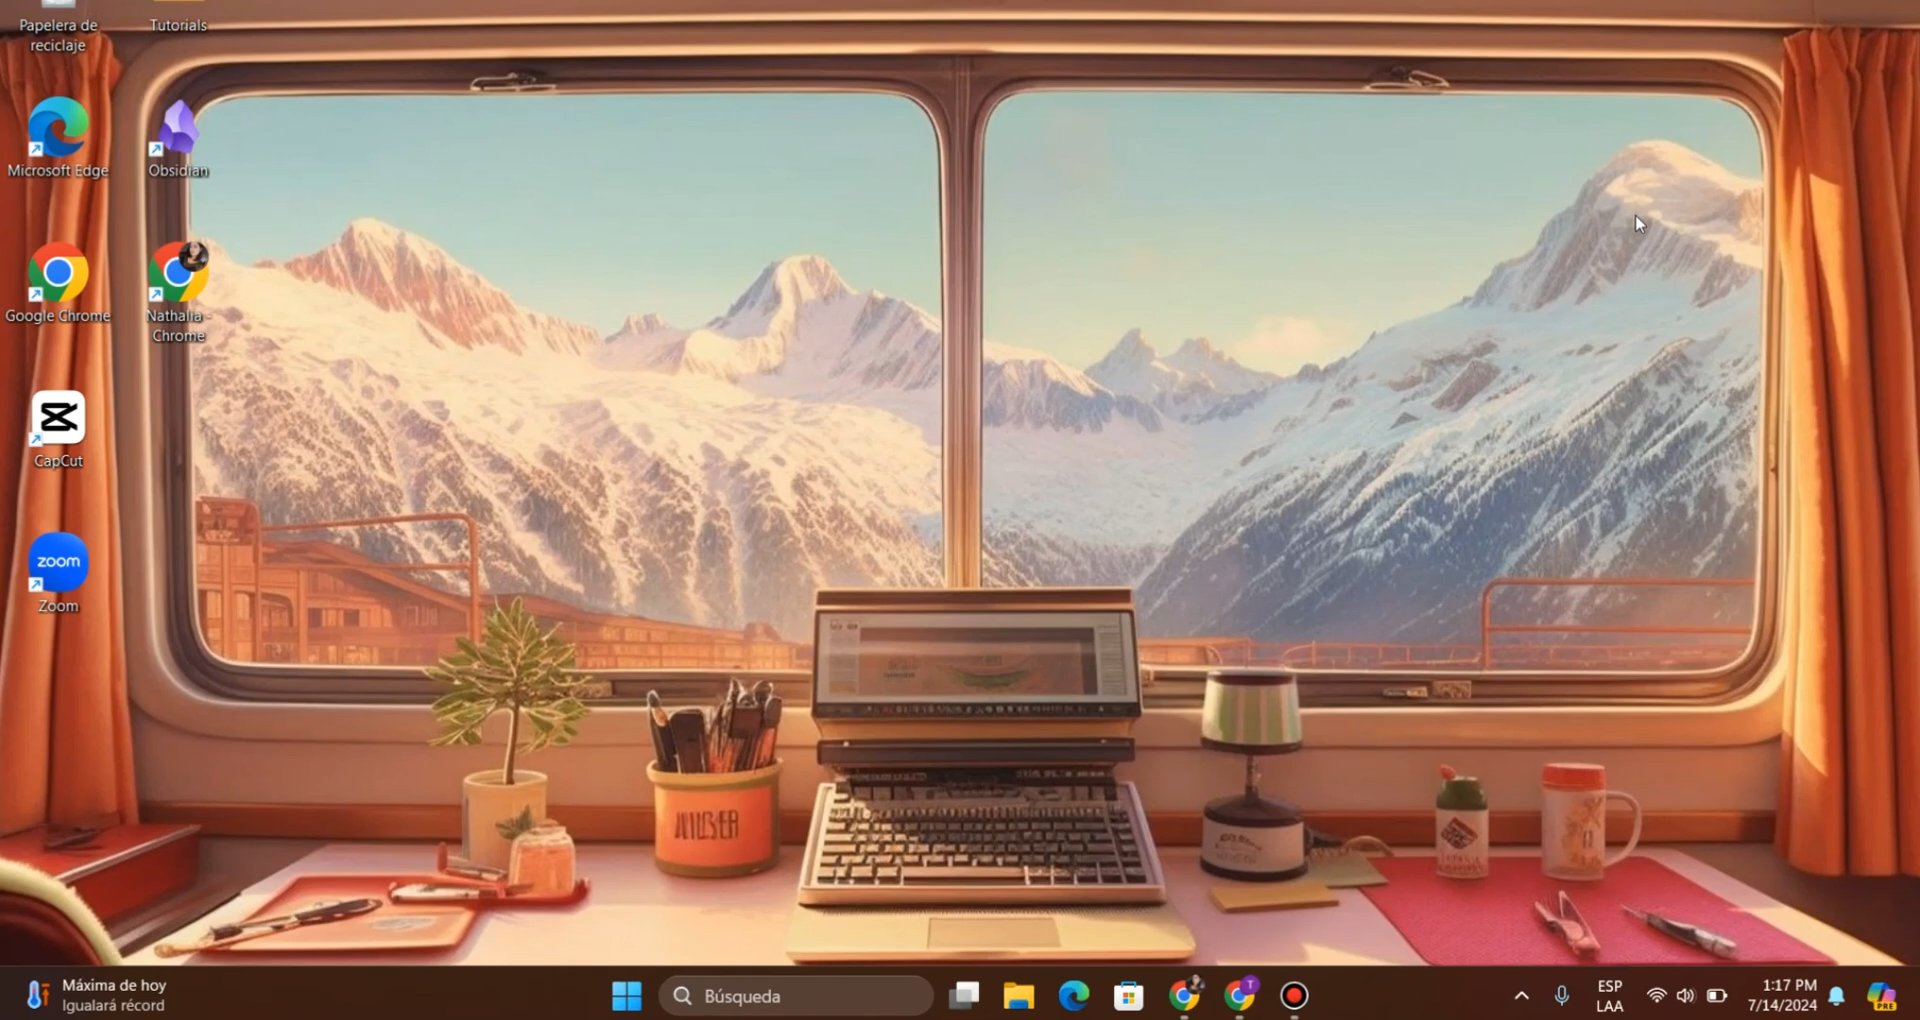 Papelera de
reciclaje
Tutorials
Microsoft Edge
Obsidian
Google Chrome
Nathalia -
Chrome
CapCut
zoom
Zoom
Máxima de hoy
Igualará récord
Búsqueda
T
ESP
LAA
1:17 PM
7/14/2024
PRE